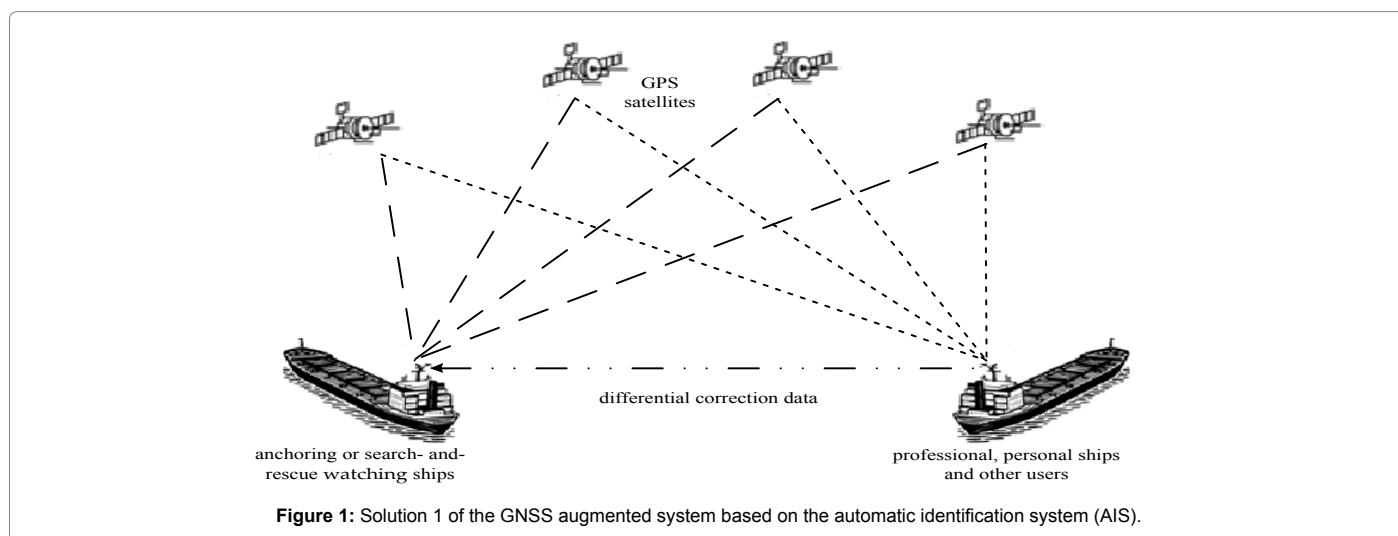 GPS
satellites
differential correction data
anchoring or search- and-
rescue watching ships
professional, personal ships
and other users
Figure 1: Solution 1 of the GNSS augmented system based on the automatic identification system (AIS).